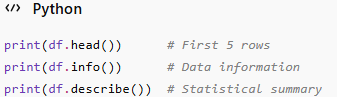 </> Python
print(df.head())      # First 5 rows
print(df.info())      # Data information
print(df.describe())  # Statistical summary